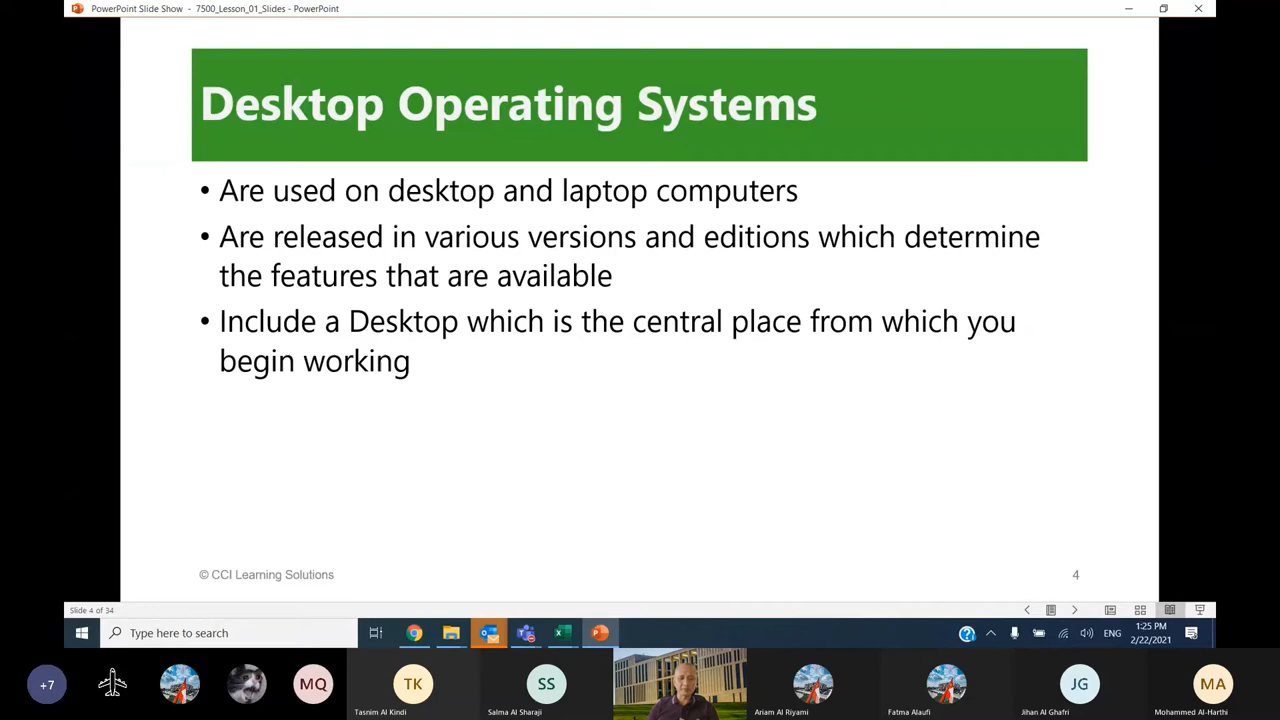 PowerPoint Slide Show - 7500_Lesson_01_Slides - PowerPoint
Desktop Operating Systems
• Are used on desktop and laptop computers
• Are released in various versions and editions which determine
the features that are available
• Include a Desktop which is the central place from which you
begin working
© CCI Learning Solutions
4
Slide 4 of 34
Type here to search
ENG
1:25 PM
2/22/2021
+7
MQ
TK
SS
JG
MA
Tasnim Al Kindi
Salma Al Sharaji
Ariam Al Riyami
Fatma Alaufi
Jihan Al Ghafri
Mohammed Al-Harthi